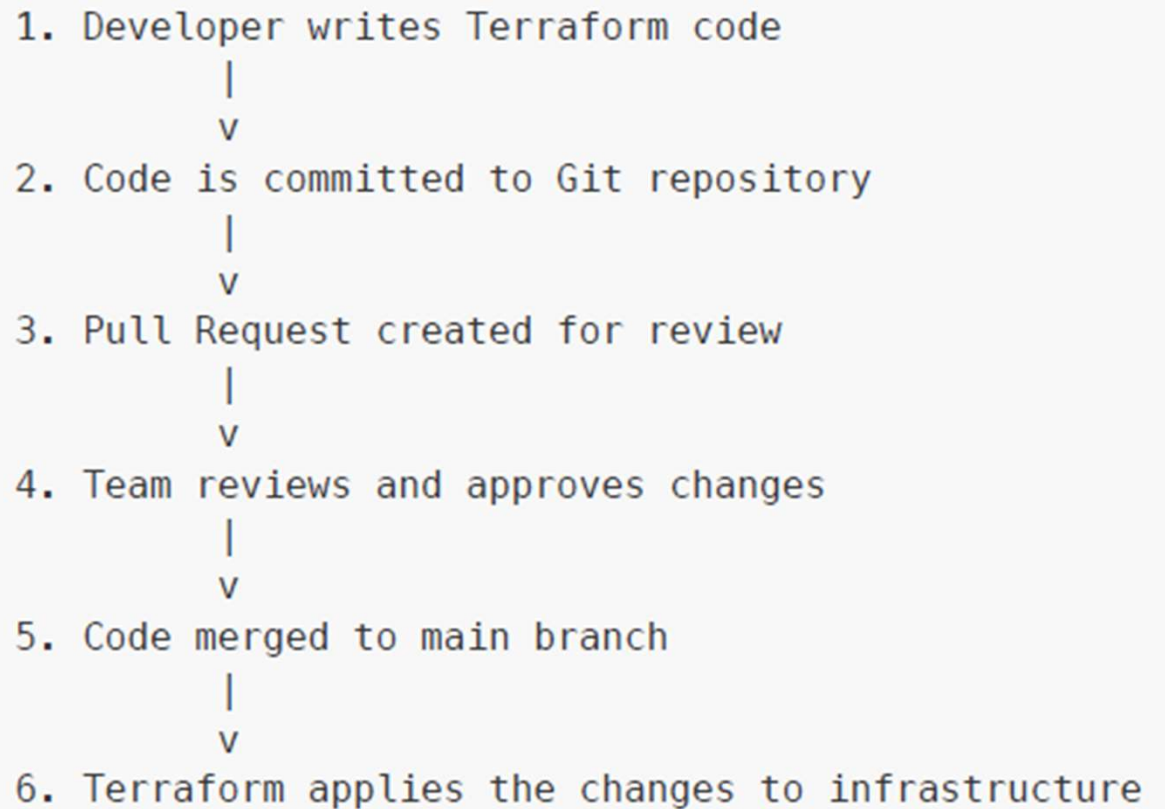 1. Developer writes Terraform code
|
v
2. Code is committed to Git repository
|
v
3. Pull Request created for review
|
v
4. Team reviews and approves changes
|
v
5. Code merged to main branch
|
v
6. Terraform applies the changes to infrastructure